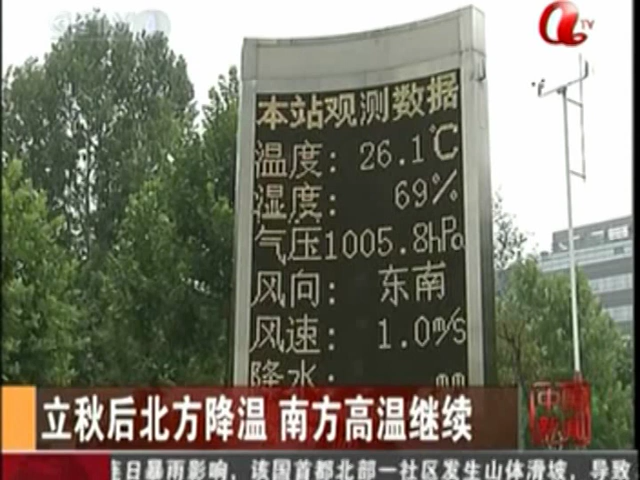 TV
本站观测数据
温度: 26.1℃
湿度: 69%
气压1005.8hPa
风向: 东南
风速: 1.0m/S
降水: mm
立秋后北方降温 南方高温继续
连日暴雨影响，该国首都北部一社区发生山体滑坡，导致